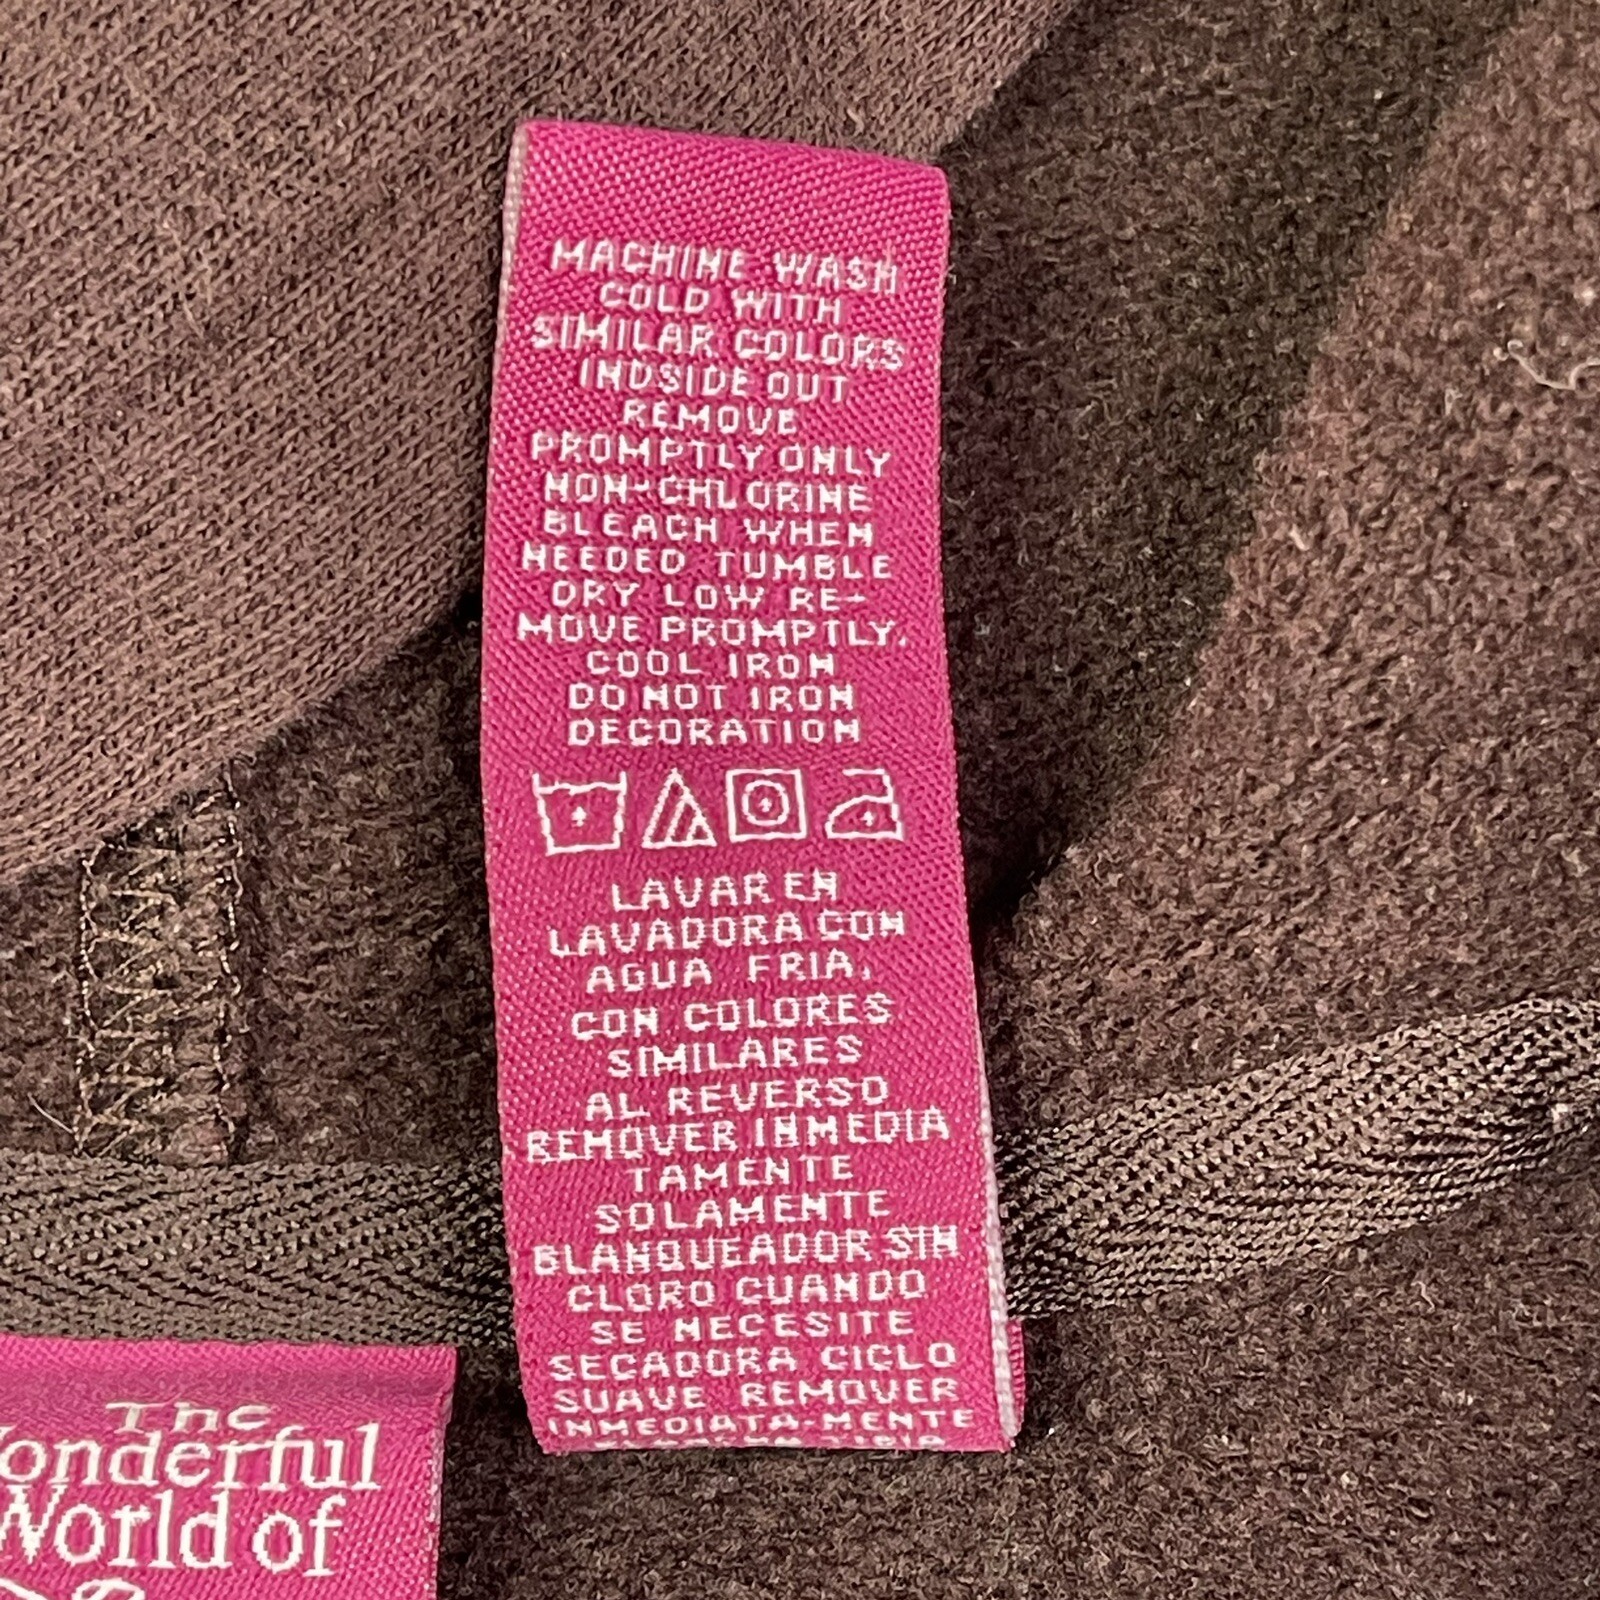 MACHINE WASH
COLD WITH
SIMILAR COLORS
INDSIDE OUT
REMOVE
PROMPTLY ONLY
NON-CHLORINE
BLEACH WHEN
NEEDED TUMBLE
DRY LOW RE-
MOVE PROMPTLY.
COOL IRON
DO NOT IRON
DECORATION
LAVAR EN
LAVADORA CON
AGUA FRIA,
CON COLORES
SIMILARES
AL REVERSO
REMOVER INMEDIA
TAMENTE
SOLAMENTE
BLANQUEADOR SIN
CLORO CUANDO
SE NECESITE
SECADORA CICLO
SUAVE REMOVER
INMEDIATA-MENTE
The
Wonderful
World of